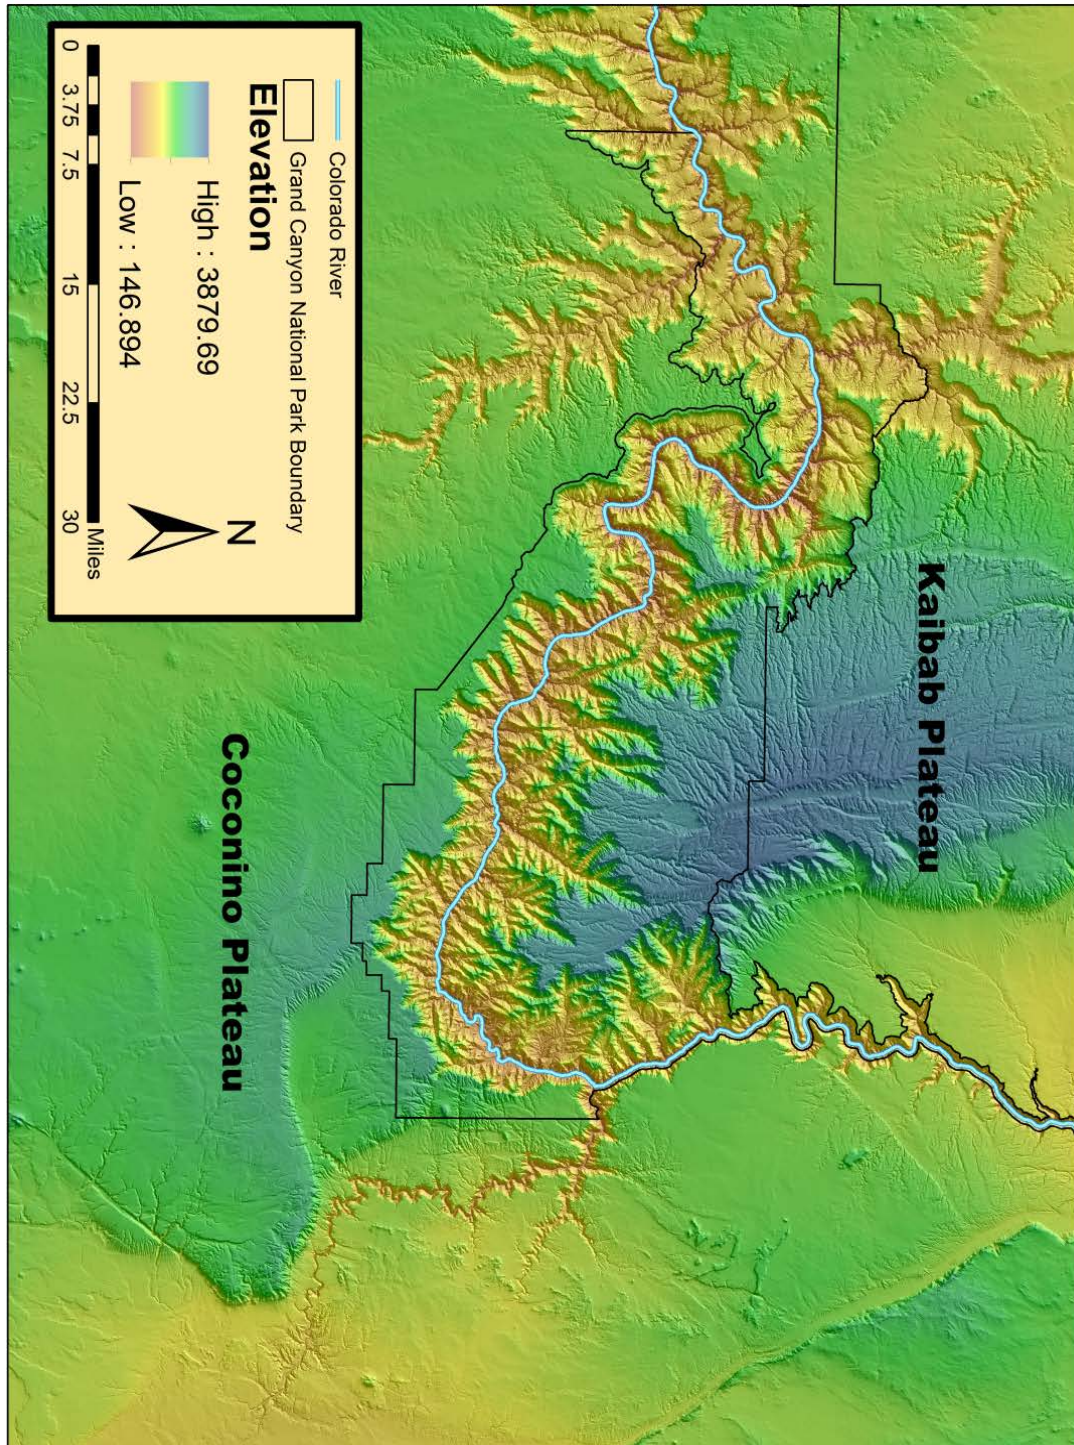 Kaibab Plateau
Coconino Plateau
Colorado River
Grand Canyon National Park Boundary
Elevation
High : 3879.69
Low : 146.894
N
0 3.75 7.5 15 22.5 30
Miles